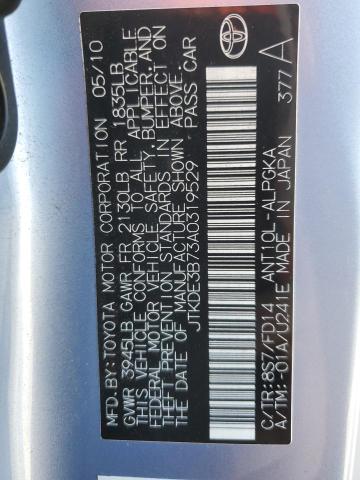 MFD. BY: TOYOTA MOTOR CORPORATION 05/10
GVWR 3945LB GAWR FR 2130LB RR 1835LB
THIS VEHICLE CONFORMS TO ALL APPLICABLE
FEDERAL MOTOR VEHICLE SAFETY, BUMPER, AND
THEFT PREVENTION STANDARDS IN EFFECT ON
THE DATE OF MANUFACTURE SHOWN ABOVE.
JTKDE3B73A0319529 PASS CAR
TOYOTA
C/TR:8S7/FD14 ANT10L-ALPGKA
A/TM:-01A/U241E MADE IN JAPAN 377 A